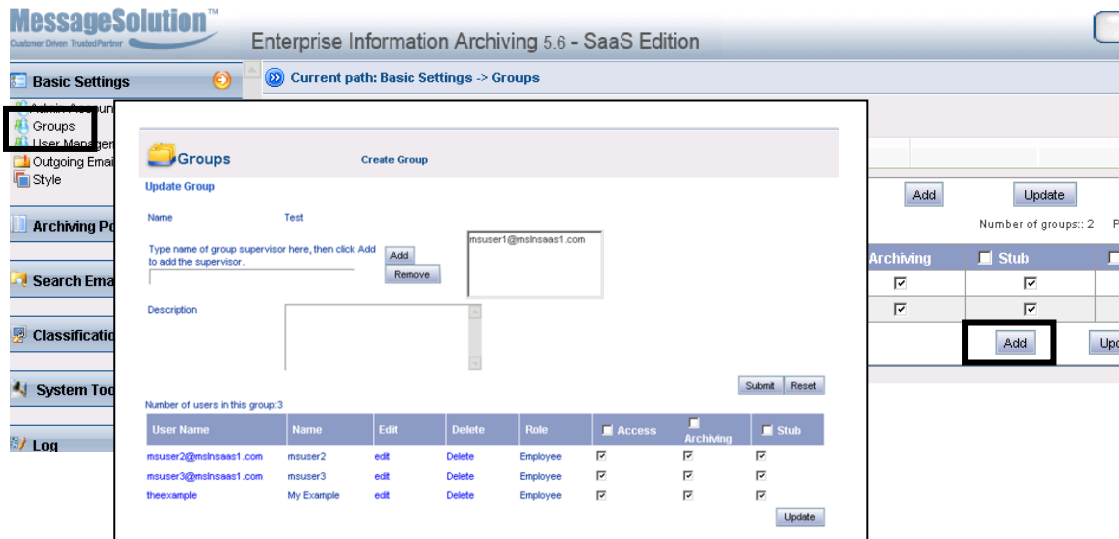 MessageSolution™
Customer Driven Trusted Partner
Enterprise Information Archiving 5.6 - SaaS Edition
Basic Settings
Current path: Basic Settings -> Groups
Groups
Outgoing Emai
Style
Archiving Po
Search Ema
Classificatio
System Too
Log
Groups
Create Group
Update Group
Name Test
Type name of group supervisor here, then click Add
to add the supervisor.
Add
Remove
msuser1@mslnsaas1.com
Description
Submit Reset
Number of users in this group:3
User Name Name Edit Delete Role Access Archiving Stub
msuser2@mslnsaas1.com msuser2 edit Delete Employee
msuser3@mslnsaas1.com msuser3 edit Delete Employee
theexample My Example edit Delete Employee
Update
Add Update
Number of groups:: 2 P
Archiving Stub
Add Upd